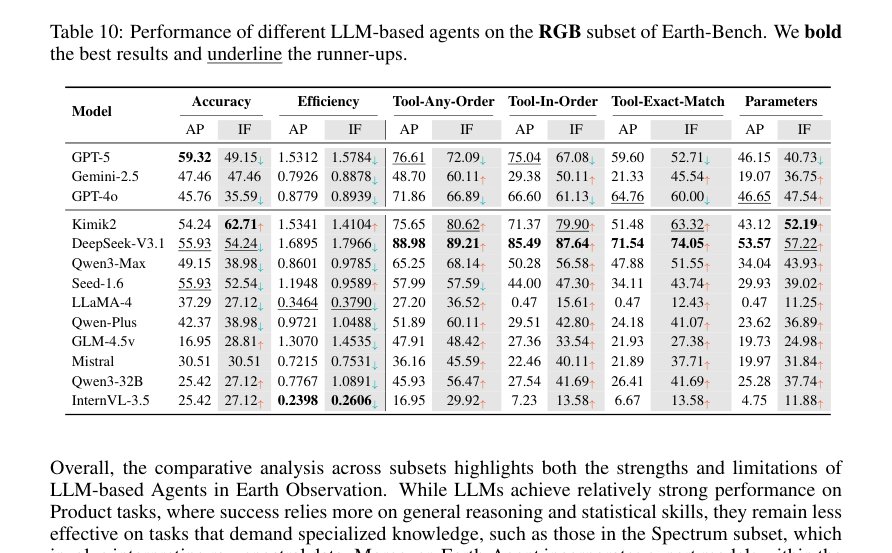 Table 10: Performance of different LLM-based agents on the RGB subset of Earth-Bench. We bold
the best results and underline the runner-ups.
Model Accuracy Efficiency Tool-Any-Order Tool-In-Order Tool-Exact-Match Parameters
AP IF AP IF AP IF AP IF AP IF AP IF
GPT-5 59.32 49.15↓ 1.5312 1.5784↓ 76.61 72.09↓ 75.04 67.08↓ 59.60 52.71↓ 46.15 40.73↓
Gemini-2.5 47.46 47.46 0.7926 0.8878↓ 48.70 60.11↑ 29.38 50.11↑ 21.33 45.54↑ 19.07 36.75↑
GPT-4o 45.76 35.59↓ 0.8779 0.8939↓ 71.86 66.89↓ 66.60 61.13↓ 64.76 60.00↓ 46.65 47.54↑
Kimik2 54.24 62.71↑ 1.5341 1.4104↑ 75.65 80.62↑ 71.37 79.90↑ 51.48 63.32↑ 43.12 52.19↑
DeepSeek-V3.1 55.93 54.24↓ 1.6895 1.7966↓ 88.98 89.21↑ 85.49 87.64↑ 71.54 74.05↑ 53.57 57.22↑
Qwen3-Max 49.15 38.98↓ 0.8601 0.9785↓ 65.25 68.14↑ 50.28 56.58↑ 47.88 51.55↑ 34.04 43.93↑
Seed-1.6 55.93 52.54↓ 1.1948 0.9589↑ 57.99 57.59↓ 44.00 47.30↑ 34.11 43.74↑ 29.93 39.02↑
LLaMA-4 37.29 27.12↓ 0.3464 0.3790↓ 27.20 36.52↑ 0.47 15.61↑ 0.47 12.43↑ 0.47 11.25↑
Qwen-Plus 42.37 38.98↓ 0.9721 1.0488↓ 51.89 60.11↑ 29.51 42.80↑ 24.18 41.07↑ 23.62 36.89↑
GLM-4.5v 16.95 28.81↑ 1.3070 1.4535↓ 47.91 48.42↑ 27.36 33.54↑ 21.93 27.38↑ 19.73 24.98↑
Mistral 30.51 30.51 0.7215 0.7531↓ 36.16 45.59↑ 22.46 40.11↑ 21.89 37.71↑ 19.97 31.84↑
Qwen3-32B 25.42 27.12↑ 0.7767 1.0891↓ 45.93 56.47↑ 27.54 41.69↑ 26.41 41.69↑ 25.28 37.74↑
InternVL-3.5 25.42 27.12↑ 0.2398 0.2606↓ 16.95 29.92↑ 7.23 13.58↑ 6.67 13.58↑ 4.75 11.88↑
Overall, the comparative analysis across subsets highlights both the strengths and limitations of
LLM-based Agents in Earth Observation. While LLMs achieve relatively strong performance on
Product tasks, where success relies more on general reasoning and statistical skills, they remain less
effective on tasks that demand specialized knowledge, such as those in the Spectrum subset, which